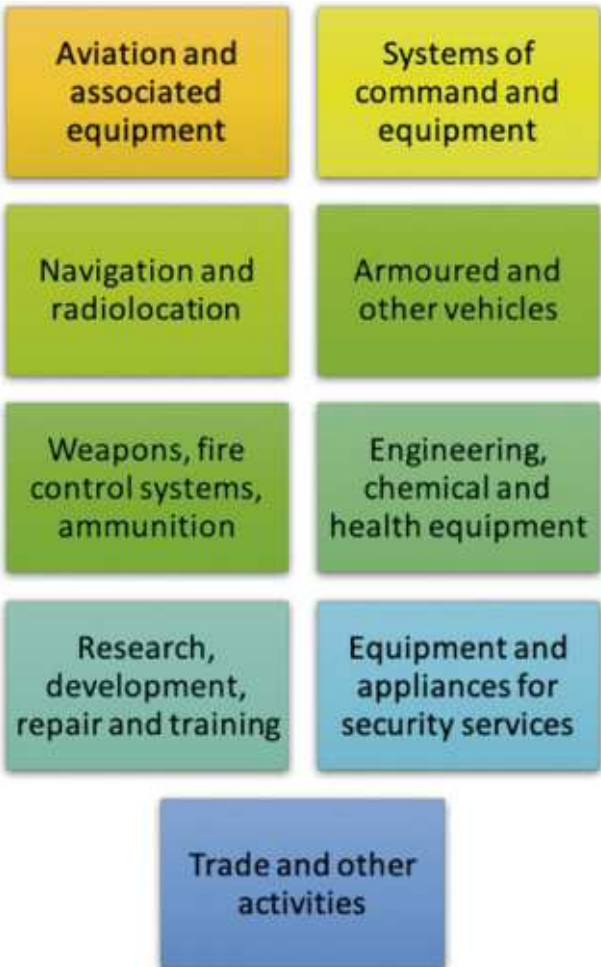 Aviation and
associated
equipment
Systems of
command and
equipment
Navigation and
radiolocation
Armoured and
other vehicles
Weapons, fire
control systems,
ammunition
Engineering,
chemical and
health equipment
Research,
development,
repair and training
Equipment and
appliances for
security services
Trade and other
activities